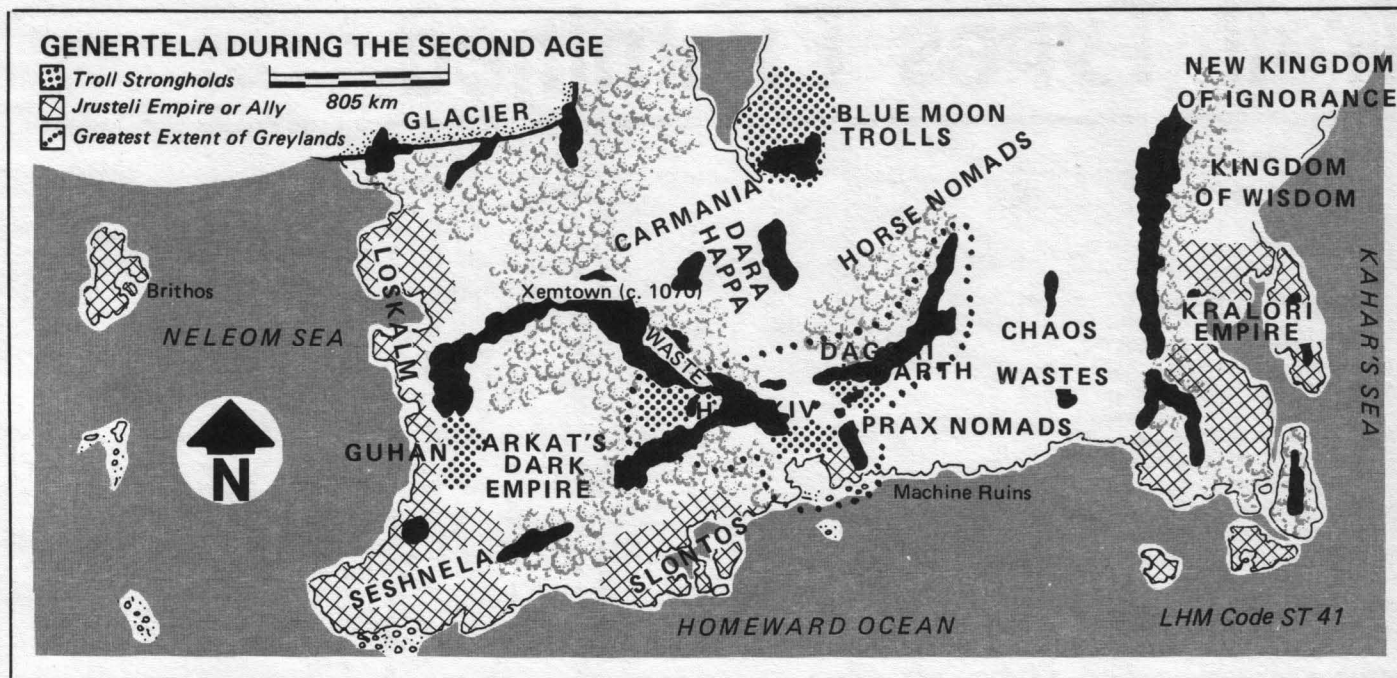 GENERTELA DURING THE SECOND AGE
Troll Strongholds
Jrusteli Empire or Ally
Greatest Extent of Greylands
805 km
GLACIER
BLUE MOON
TROLLS
NEW KINGDOM
OF IGNORANCE
KINGDOM
OF WISDOM
HORSE NOMADS
CARMANIA
DARA
HAPPA
LOSKALM
Brithos
NELEOM SEA
Xemtown (c. 1070)
WASTE
KAHAR'S SEA
KRALORI
EMPIRE
CHAOS
WASTES
PRAX NOMADS
GUHAN
ARKAT'S
DARK
EMPIRE
N
Machine Ruins
SESHNELA
SLONTOS
HOMEWARD OCEAN
LHM Code ST 41